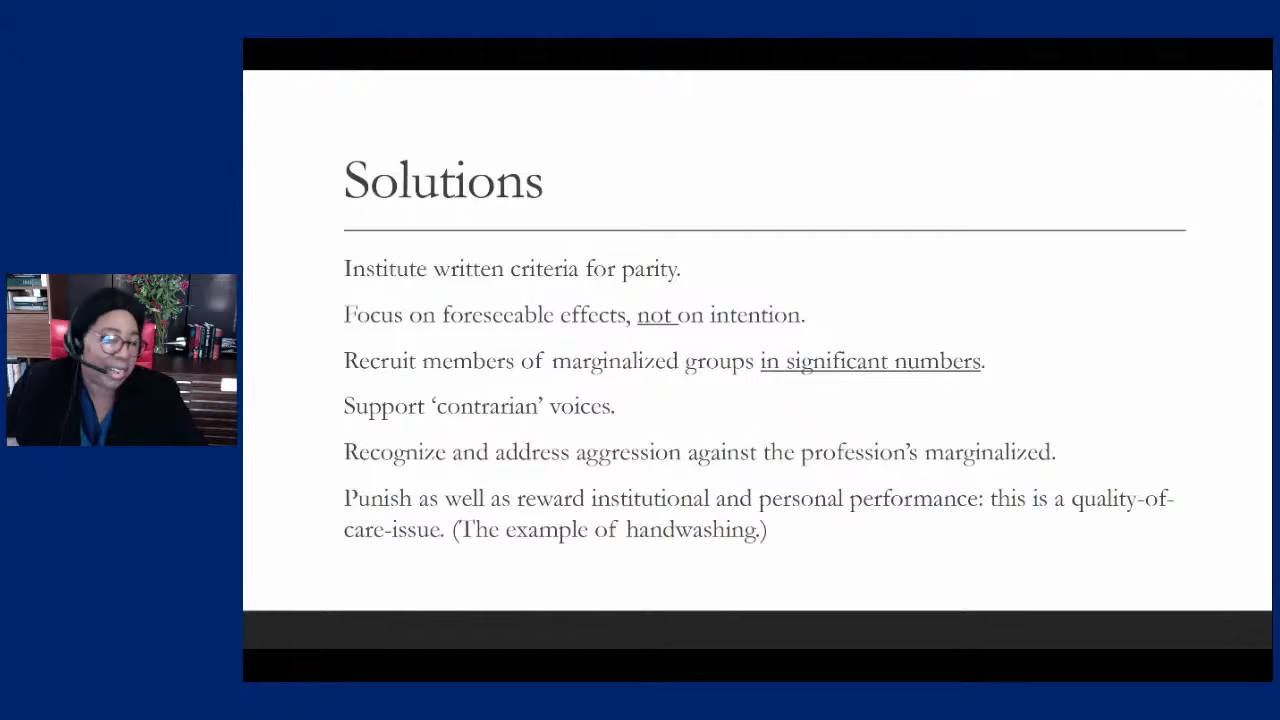 Solutions
Institute written criteria for parity.
Focus on foreseeable effects, not on intention.
Recruit members of marginalized groups in significant numbers.
Support ‘contrarian’ voices.
Recognize and address aggression against the profession’s marginalized.
Punish as well as reward institutional and personal performance: this is a quality-of-
care-issue. (The example of handwashing.)